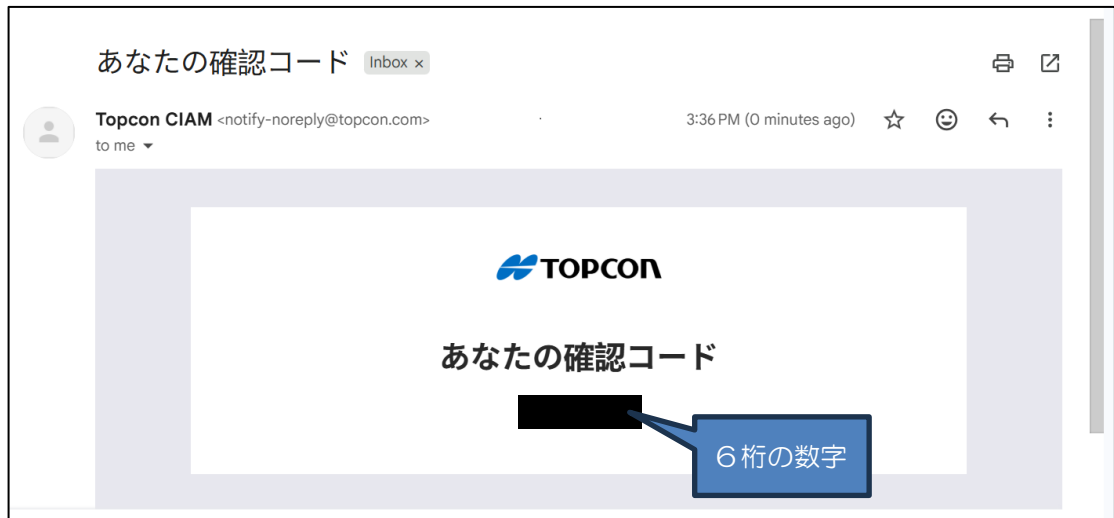 あなたの確認コード Inbox ×
Topcon CIAM <notify-noreply@topcon.com> 3:36 PM (0 minutes ago)
to me
TOPCON
あなたの確認コード
６桁の数字